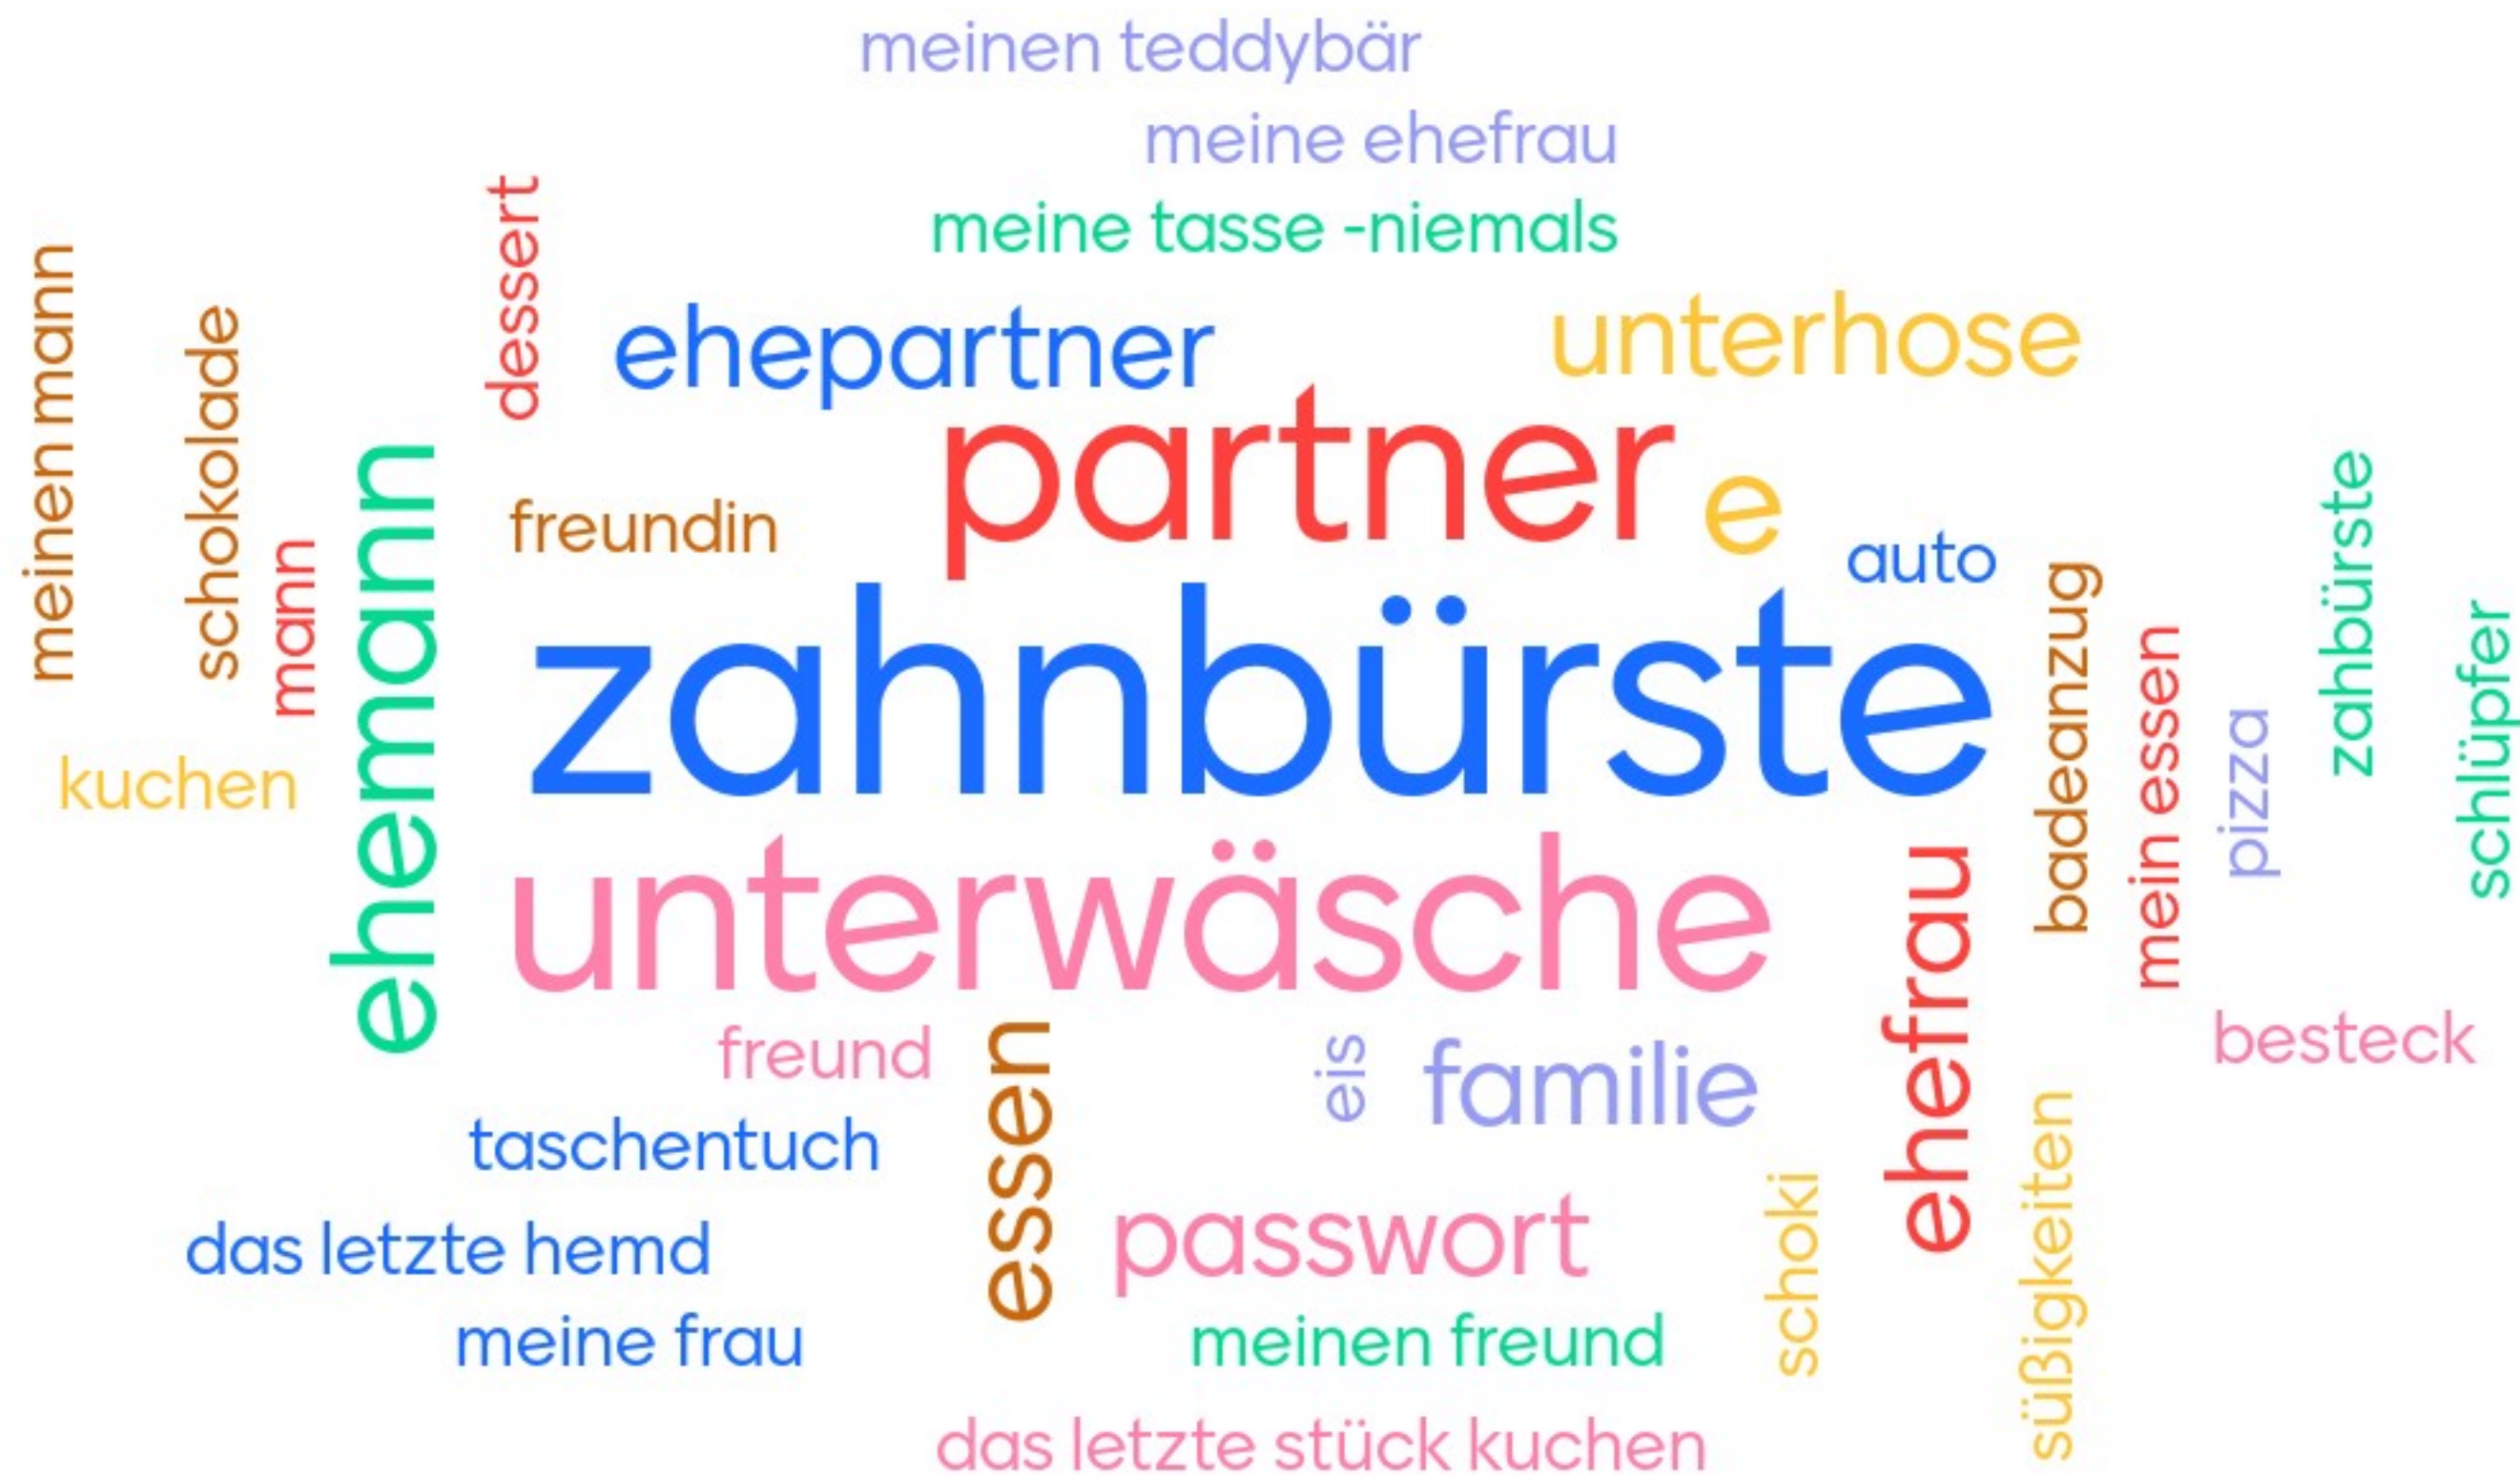 meinen teddybär
meine ehefrau
meine tasse -niemals
dessert
meinen mann
schokolade
ehepartner
unterhose
partner
e
freundin
auto
mann
ehemann
zahnbürste
zahbürste
badeanzug
mein essen
pizza
schlüpfer
kuchen
unterwäsche
ehefrau
freund
essen
eis
familie
besteck
taschentuch
passwort
schoki
süßigkeiten
das letzte hemd
meine frau
meinen freund
das letzte stück kuchen